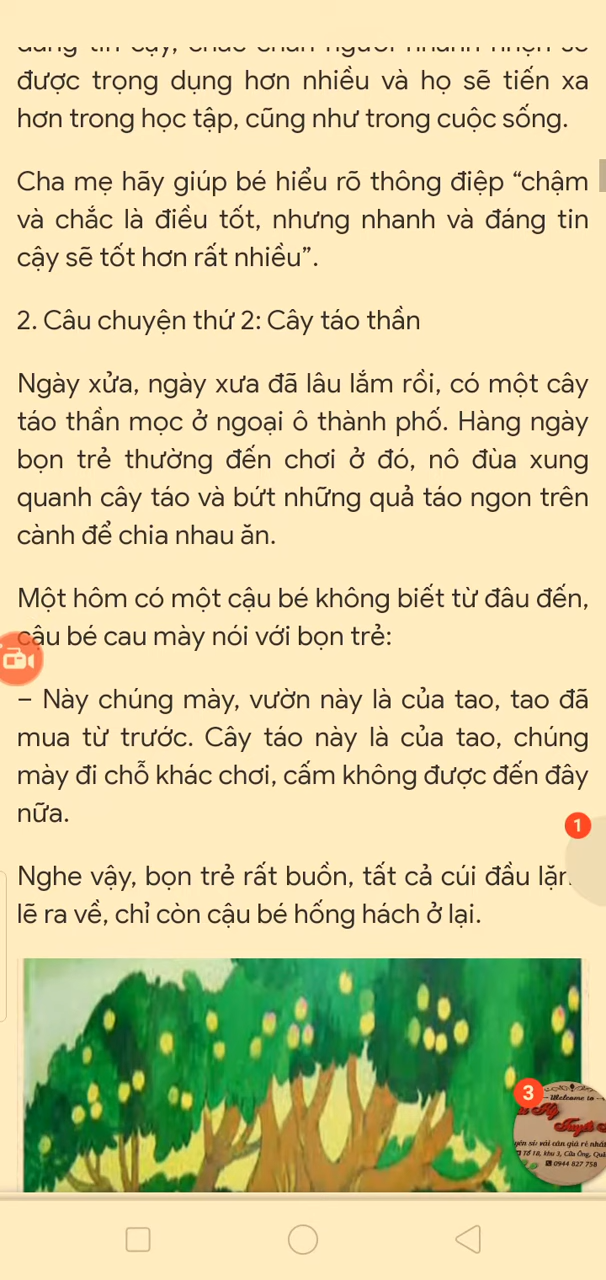 được trọng dụng hơn nhiều và họ sẽ tiến xa
hơn trong học tập, cũng như trong cuộc sống.
Cha mẹ hãy giúp bé hiểu rõ thông điệp “chậm
và chắc là điều tốt, nhưng nhanh và đáng tin
cậy sẽ tốt hơn rất nhiều”.
2. Câu chuyện thứ 2: Cây táo thần
Ngày xửa, ngày xưa đã lâu lắm rồi, có một cây
táo thần mọc ở ngoại ô thành phố. Hàng ngày
bọn trẻ thường đến chơi ở đó, nô đùa xung
quanh cây táo và bứt những quả táo ngon trên
cành để chia nhau ăn.
Một hôm có một cậu bé không biết từ đâu đến,
cậu bé cau mày nói với bọn trẻ:
– Này chúng mày, vườn này là của tao, tao đã
mua từ trước. Cây táo này là của tao, chúng
mày đi chỗ khác chơi, cấm không được đến đây
nữa.
1
Nghe vậy, bọn trẻ rất buồn, tất cả cúi đầu
lẽ ra về, chỉ còn cậu bé hống hách ở lại.
3
Welcome to
Tổ 18, khu 3, Cửa Ông,
0944 827 758